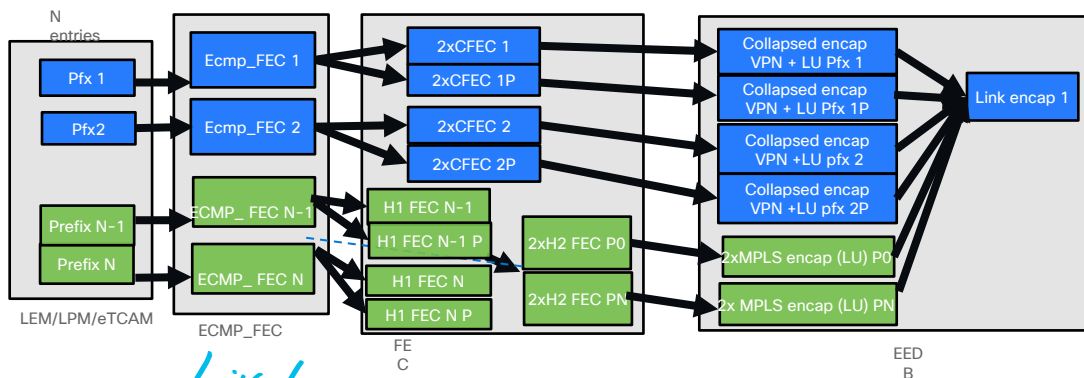 N
entries
Pfx 1
Pfx2
Prefix N-1
Prefix N
LEM/LPM/eTCAM
Ecmp_FEC 1
Ecmp_FEC 2
ECMP_ FEC N-1
ECMP_ FEC N
ECMP_FEC
2xCFEC 1
2xCFEC 1P
2xCFEC 2
2xCFEC 2P
H1 FEC N-1
H1 FEC N-1 P
H1 FEC N
H1 FEC N P
2xH2 FEC P0
2xH2 FEC PN
FE
C
Collapsed encap
VPN + LU Pfx 1
Collapsed encap
VPN + LU Pfx 1P
Collapsed encap
VPN +LU pfx 2
Collapsed encap
VPN +LU pfx 2P
2xMPLS encap (LU) P0
2x MPLS encap (LU) PN
Link encap 1
EED
B